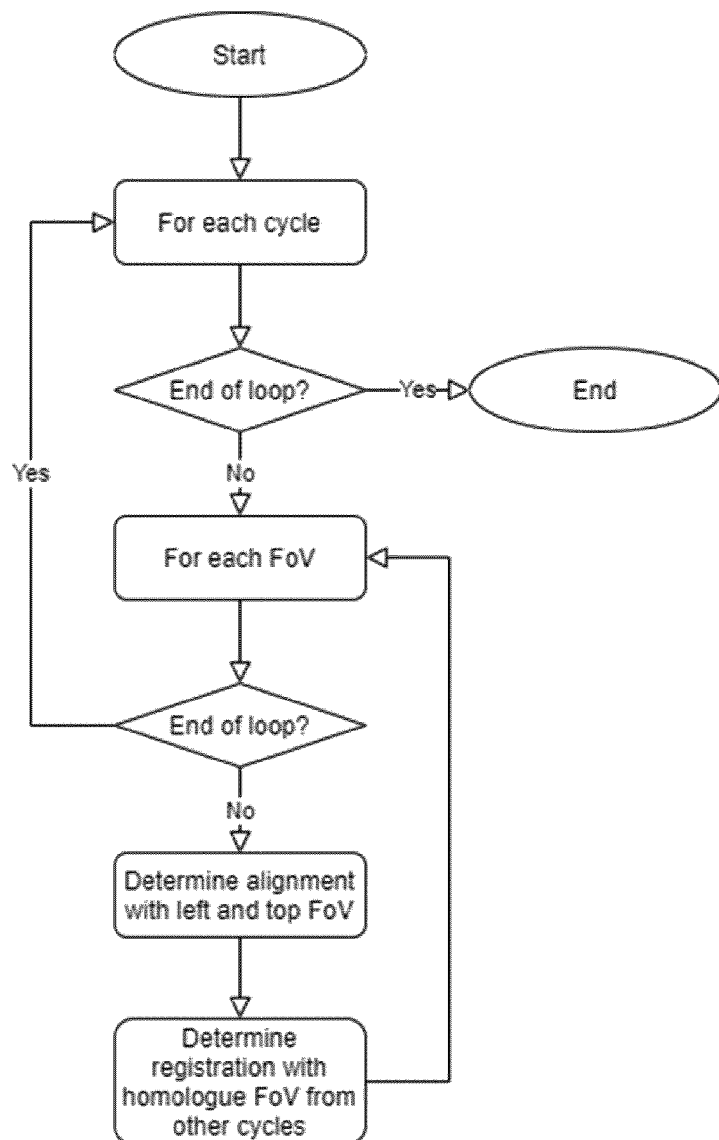 Start
For each cycle
End of loop?
Yes
End
Yes
No
For each FoV
End of loop?
No
Determine alignment
with left and top FoV
Determine
registration with
homologue FoV from
other cycles